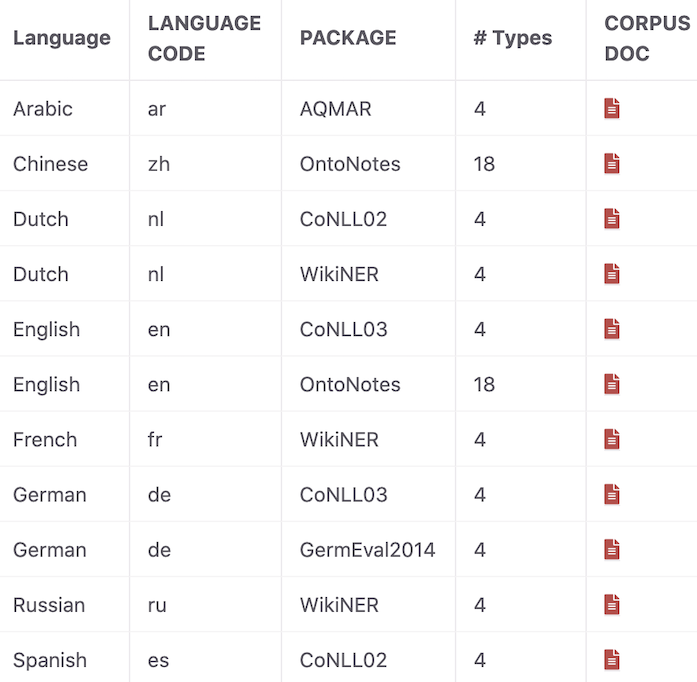 Language LANGUAGE CODE PACKAGE # Types CORPUS DOC
Arabic ar AQMAR 4
Chinese zh OntoNotes 18
Dutch nl CoNLL02 4
Dutch nl WikiNER 4
English en CoNLL03 4
English en OntoNotes 18
French fr WikiNER 4
German de CoNLL03 4
German de GermEval2014 4
Russian ru WikiNER 4
Spanish es CoNLL02 4